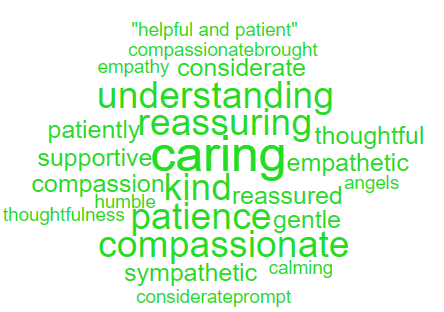 "helpful and patient"
compassionatebrought
empathy considerate
understanding
patiently reassuring thoughtful
supportive caring empathetic
compassion kind reassured angels
humble
thoughtfulness patience gentle
compassionate
sympathetic calming
considerateprompt